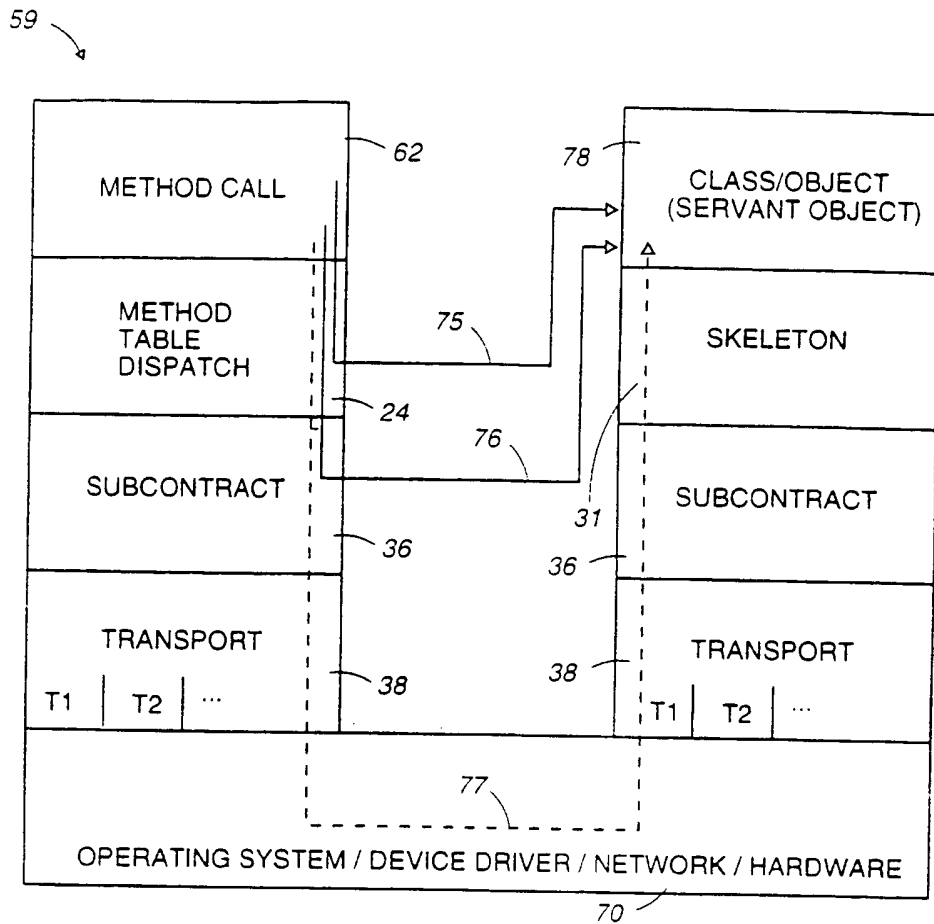 59
62
78
METHOD CALL
CLASS/OBJECT
(SERVANT OBJECT)
METHOD
TABLE
DISPATCH
75
SKELETON
24
76
SUBCONTRACT
31
SUBCONTRACT
36
36
TRANSPORT
38
38
TRANSPORT
T1
T2
...
T1
T2
...
77
OPERATING SYSTEM / DEVICE DRIVER / NETWORK / HARDWARE
70